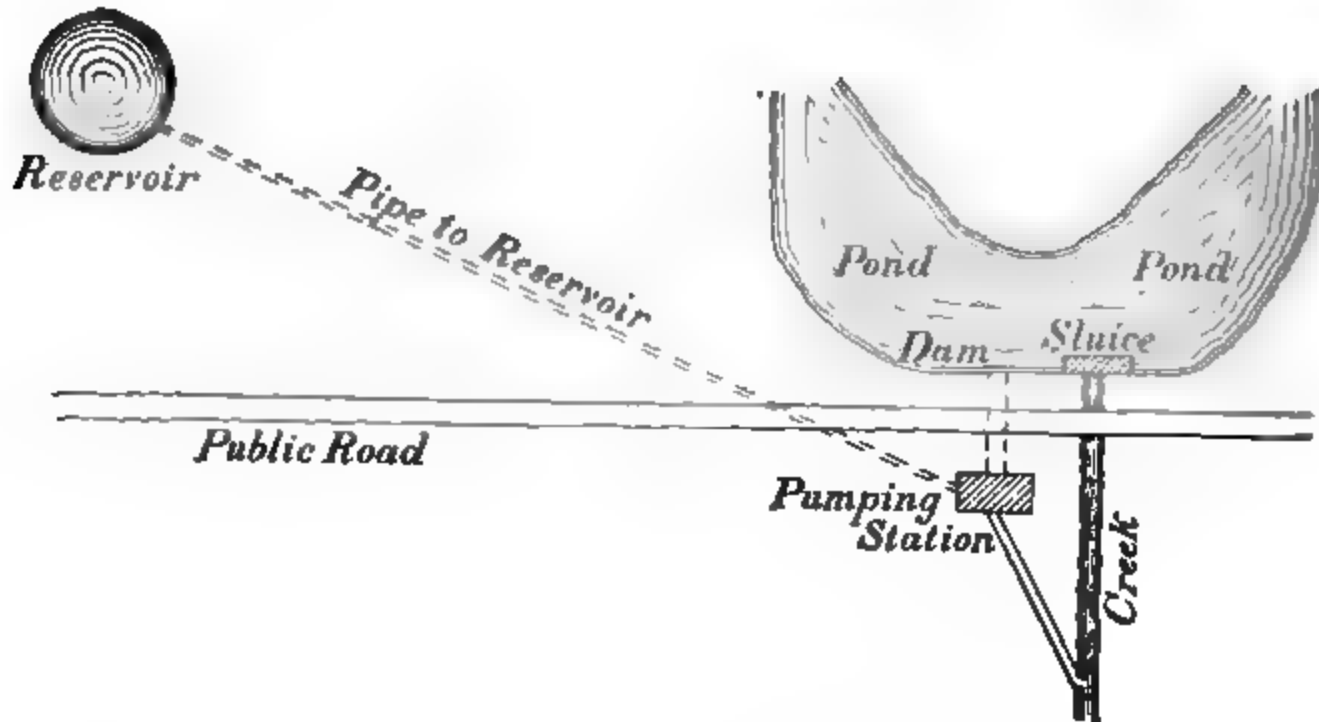 Reservoir
Pipe to Reservoir
Pond
Pond
Dam
Sluice
Public Road
Pumping
Station
Creek